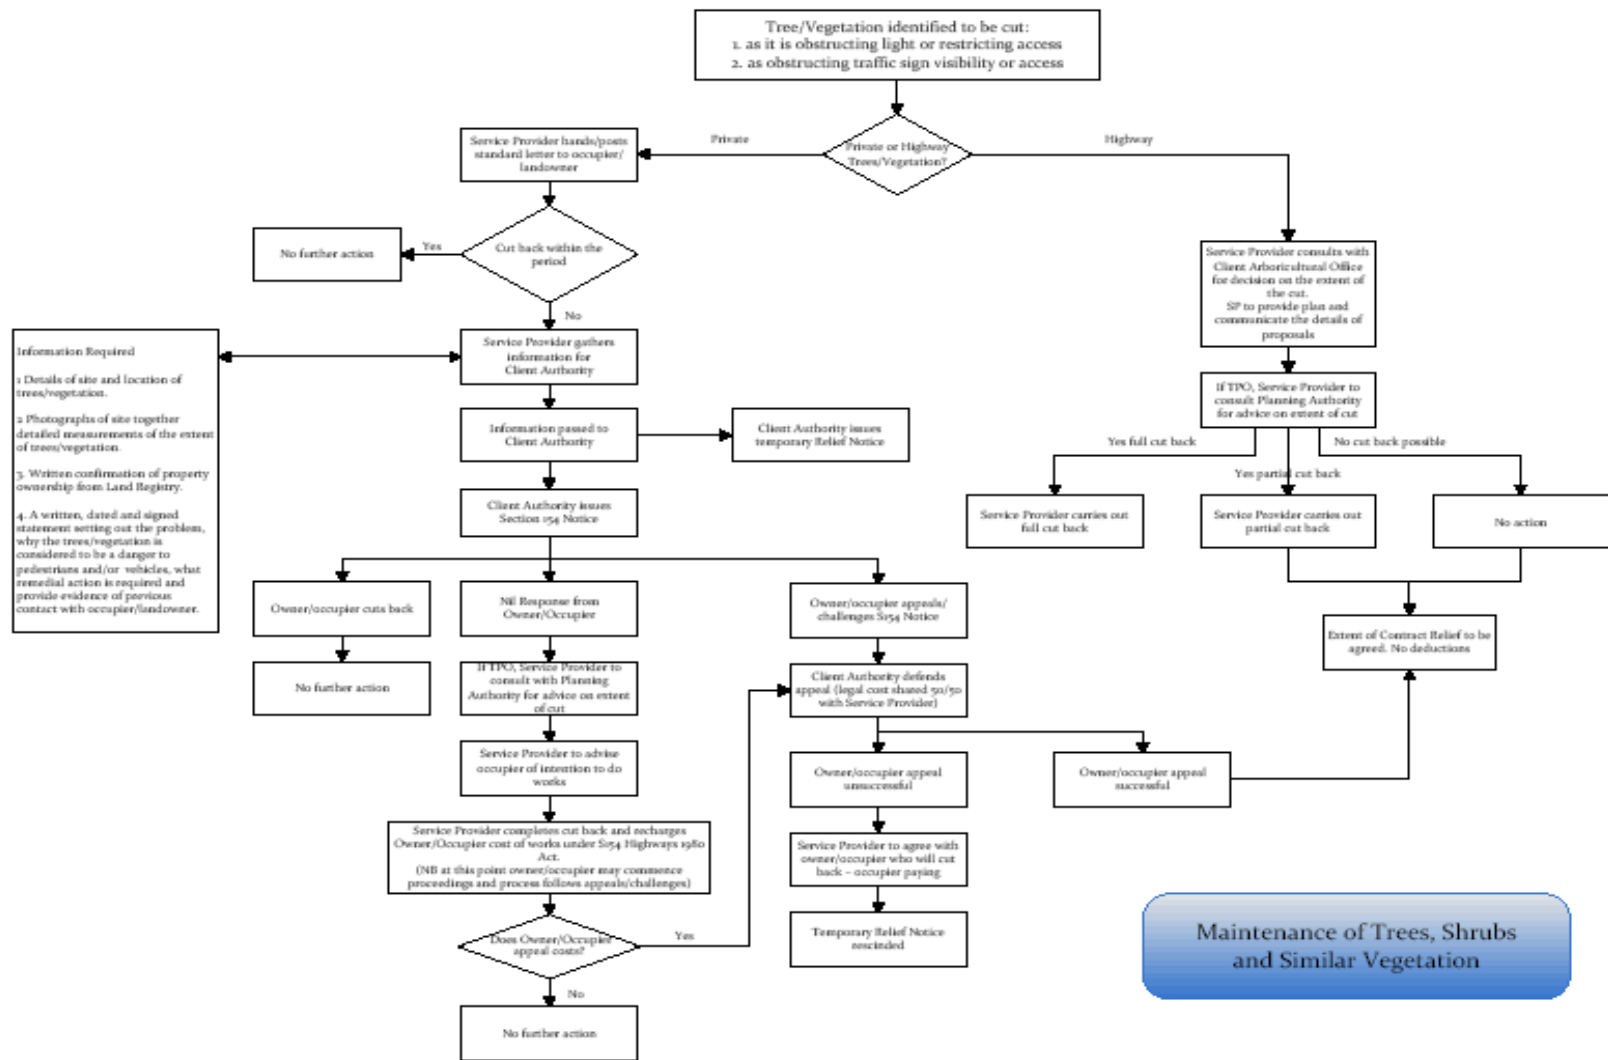 Tree/Vegetation identified to be cut:
1. as it is obstructing light or restricting access
2. as obstructing traffic sign visibility or access
Private or Highway
Trees/Vegetation?
Private
Highway
Service Provider hands/posts
standard letter to occupier/
landowner
Cut back within the
period
Yes
No further action
No
Service Provider gathers
information for
Client Authority
Information Required
1 Details of site and location of
trees/vegetation.
2 Photographs of site together
detailed measurements of the extent
of trees/vegetation.
3. Written confirmation of property
ownership from Land Registry.
4. A written, dated and signed
statement setting out the problem,
why the trees/vegetation is
considered to be a danger to
pedestrians and/or vehicles, what
remedial action is required and
provide evidence of previous
contact with occupier/landowner.
Information passed to
Client Authority
Client Authority issues
temporary Relief Notice
Client Authority issues
Section 154 Notice
Owner/occupier cuts back
No further action
Nil Response from
Owner/Occupier
If TPO, Service Provider to
consult with Planning
Authority for advice on extent
of cut
Service Provider to advise
occupier of intention to do
works
Service Provider completes cut back and recharges
Owner/Occupier cost of works under S154 Highways 1980
Act.
(NB at this point owner/occupier may commence
proceedings and process follows appeals/challenges)
Does Owner/Occupier
appeal costs?
Yes
No
No further action
Owner/occupier appeals/
challenges S154 Notice
Client Authority defends
appeal (legal cost shared 50/50
with Service Provider)
Owner/occupier appeal
unsuccessful
Owner/occupier appeal
successful
Service Provider to agree with
owner/occupier who will cut
back – occupier paying
Temporary Relief Notice
rescinded
Service Provider consults with
Client Arboricultural Office
for decision on the extent of
the cut.
SP to provide plan and
communicate the details of
proposals
If TPO, Service Provider to
consult Planning Authority
for advice on extent of cut
Yes full cut back
Yes partial cut back
No cut back possible
Service Provider carries out
full cut back
Service Provider carries out
partial cut back
No action
Extent of Contract Relief to be
agreed. No deductions
Maintenance of Trees, Shrubs
and Similar Vegetation